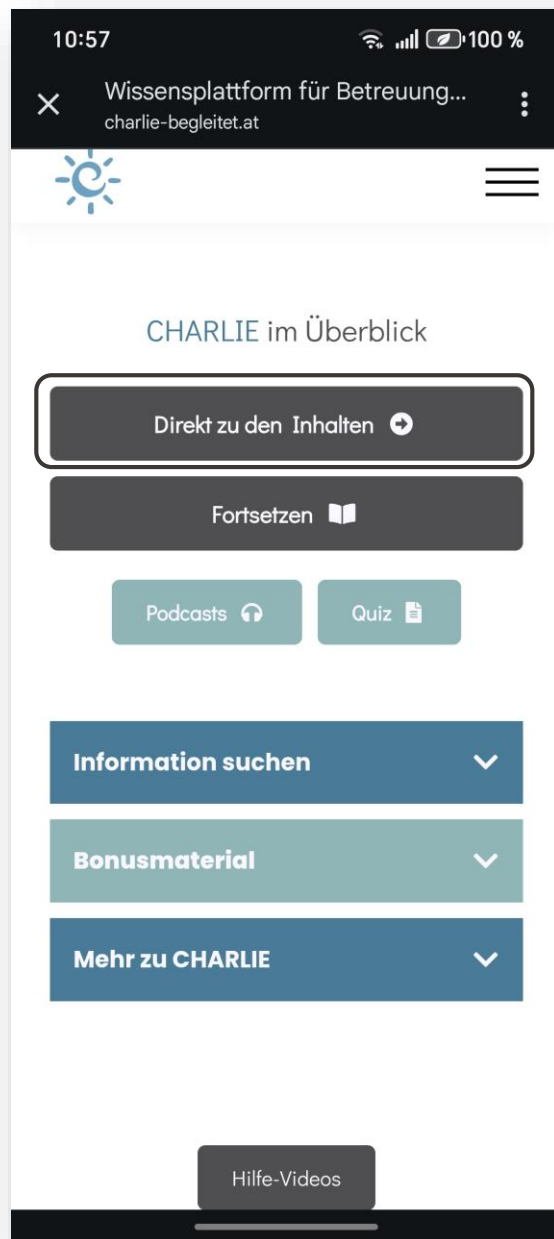 10:57
100 %
Wissensplattform für Betreuung...
charlie-begleitet.at
CHARLIE im Überblick
Direkt zu den Inhalten
Fortsetzen
Podcasts
Quiz
Information suchen
Bonusmaterial
Mehr zu CHARLIE
Hilfe-Videos